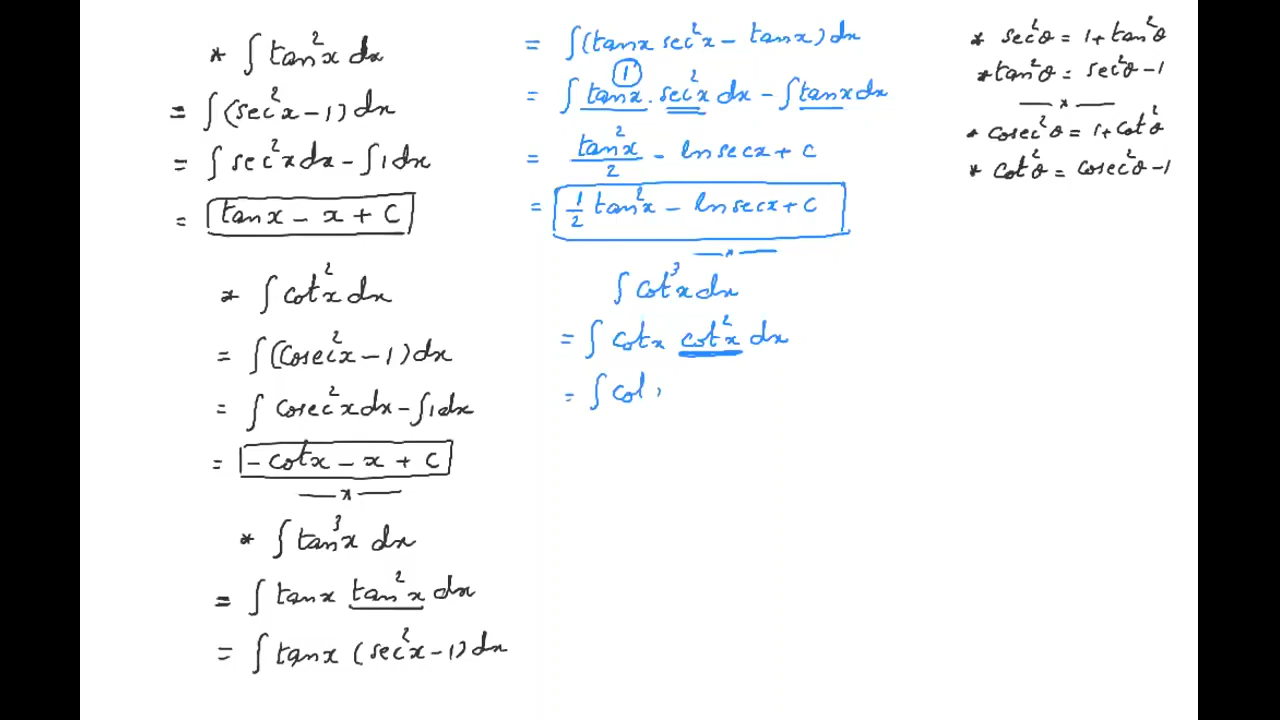 * ∫ tan²x dx
= ∫ (sec²x − 1) dx
= ∫ sec²x dx − ∫ 1 dx
= tan x − x + C
* ∫ cot²x dx
= ∫ (cosec²x − 1) dx
= ∫ cosec²x dx − ∫ 1 dx
= −cot x − x + C
* ∫ tan³x dx
= ∫ tan x tan²x dx
= ∫ tan x (sec²x − 1) dx
= ∫ (tan x sec²x − tan x) dx
①
= ∫ tan x . sec²x dx − ∫ tan x dx
= tan²x / 2 − ln sec x + C
= 1/2 tan²x − ln sec x + C
∫ cot³x dx
= ∫ cot x cot²x dx
= ∫ cot
* sec²θ = 1 + tan²θ
* tan²θ = sec²θ − 1
* cosec²θ = 1 + cot²θ
* cot²θ = cosec²θ − 1